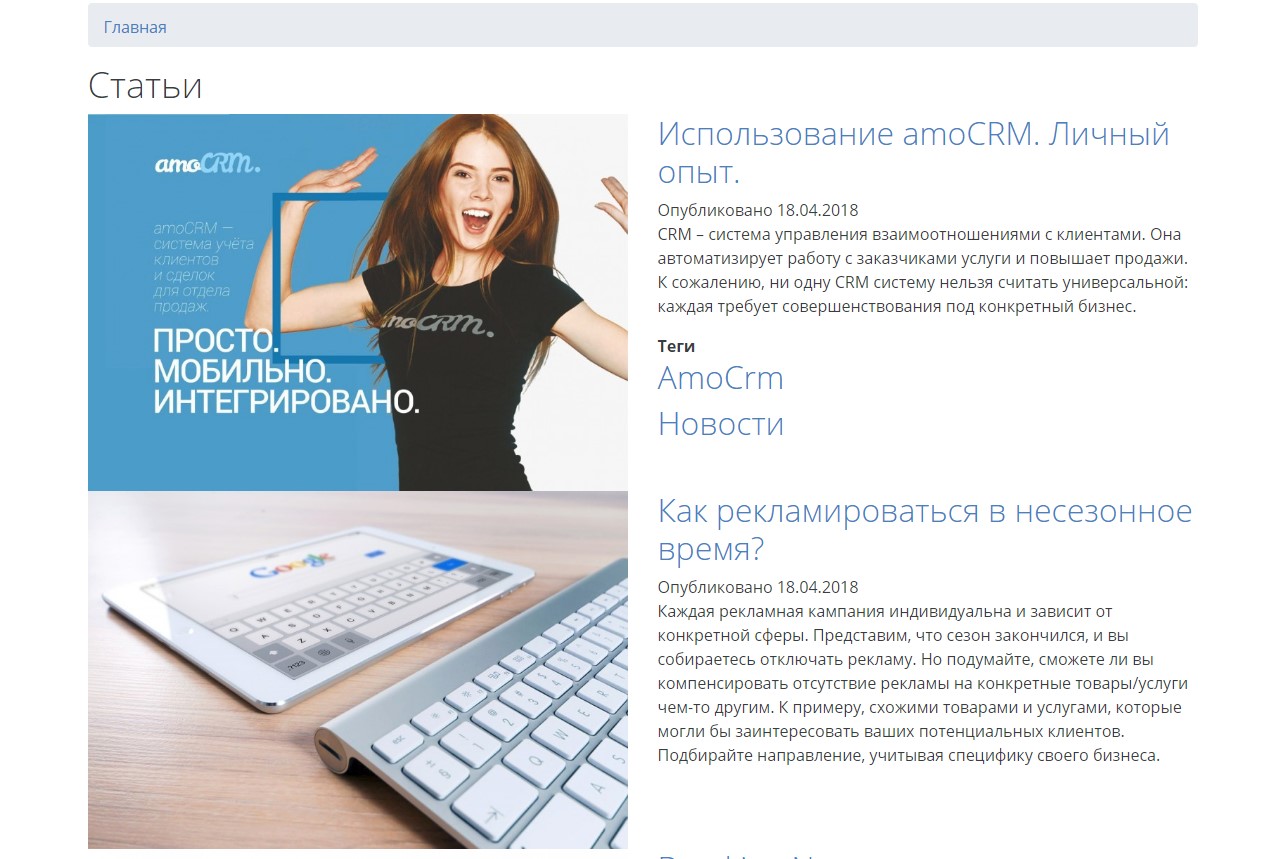 Главная
Статьи
amoCRM.
amoCRM —
система учёта
клиентов
и сделок
для отдела
продаж.
ПРОСТО.
МОБИЛЬНО.
ИНТЕГРИРОВАНО.
amoCRM.
Использование amoCRM. Личный
опыт.
Опубликовано 18.04.2018
CRM – система управления взаимоотношениями с клиентами. Она
автоматизирует работу с заказчиками услуги и повышает продажи.
К сожалению, ни одну CRM систему нельзя считать универсальной:
каждая требует совершенствования под конкретный бизнес.
Теги
AmoCrm
Новости
Google
Как рекламироваться в несезонное
время?
Опубликовано 18.04.2018
Каждая рекламная кампания индивидуальна и зависит от
конкретной сферы. Представим, что сезон закончился, и вы
собираетесь отключать рекламу. Но подумайте, сможете ли вы
компенсировать отсутствие рекламы на конкретные товары/услуги
чем-то другим. К примеру, схожими товарами и услугами, которые
могли бы заинтересовать ваших потенциальных клиентов.
Подбирайте направление, учитывая специфику своего бизнеса.